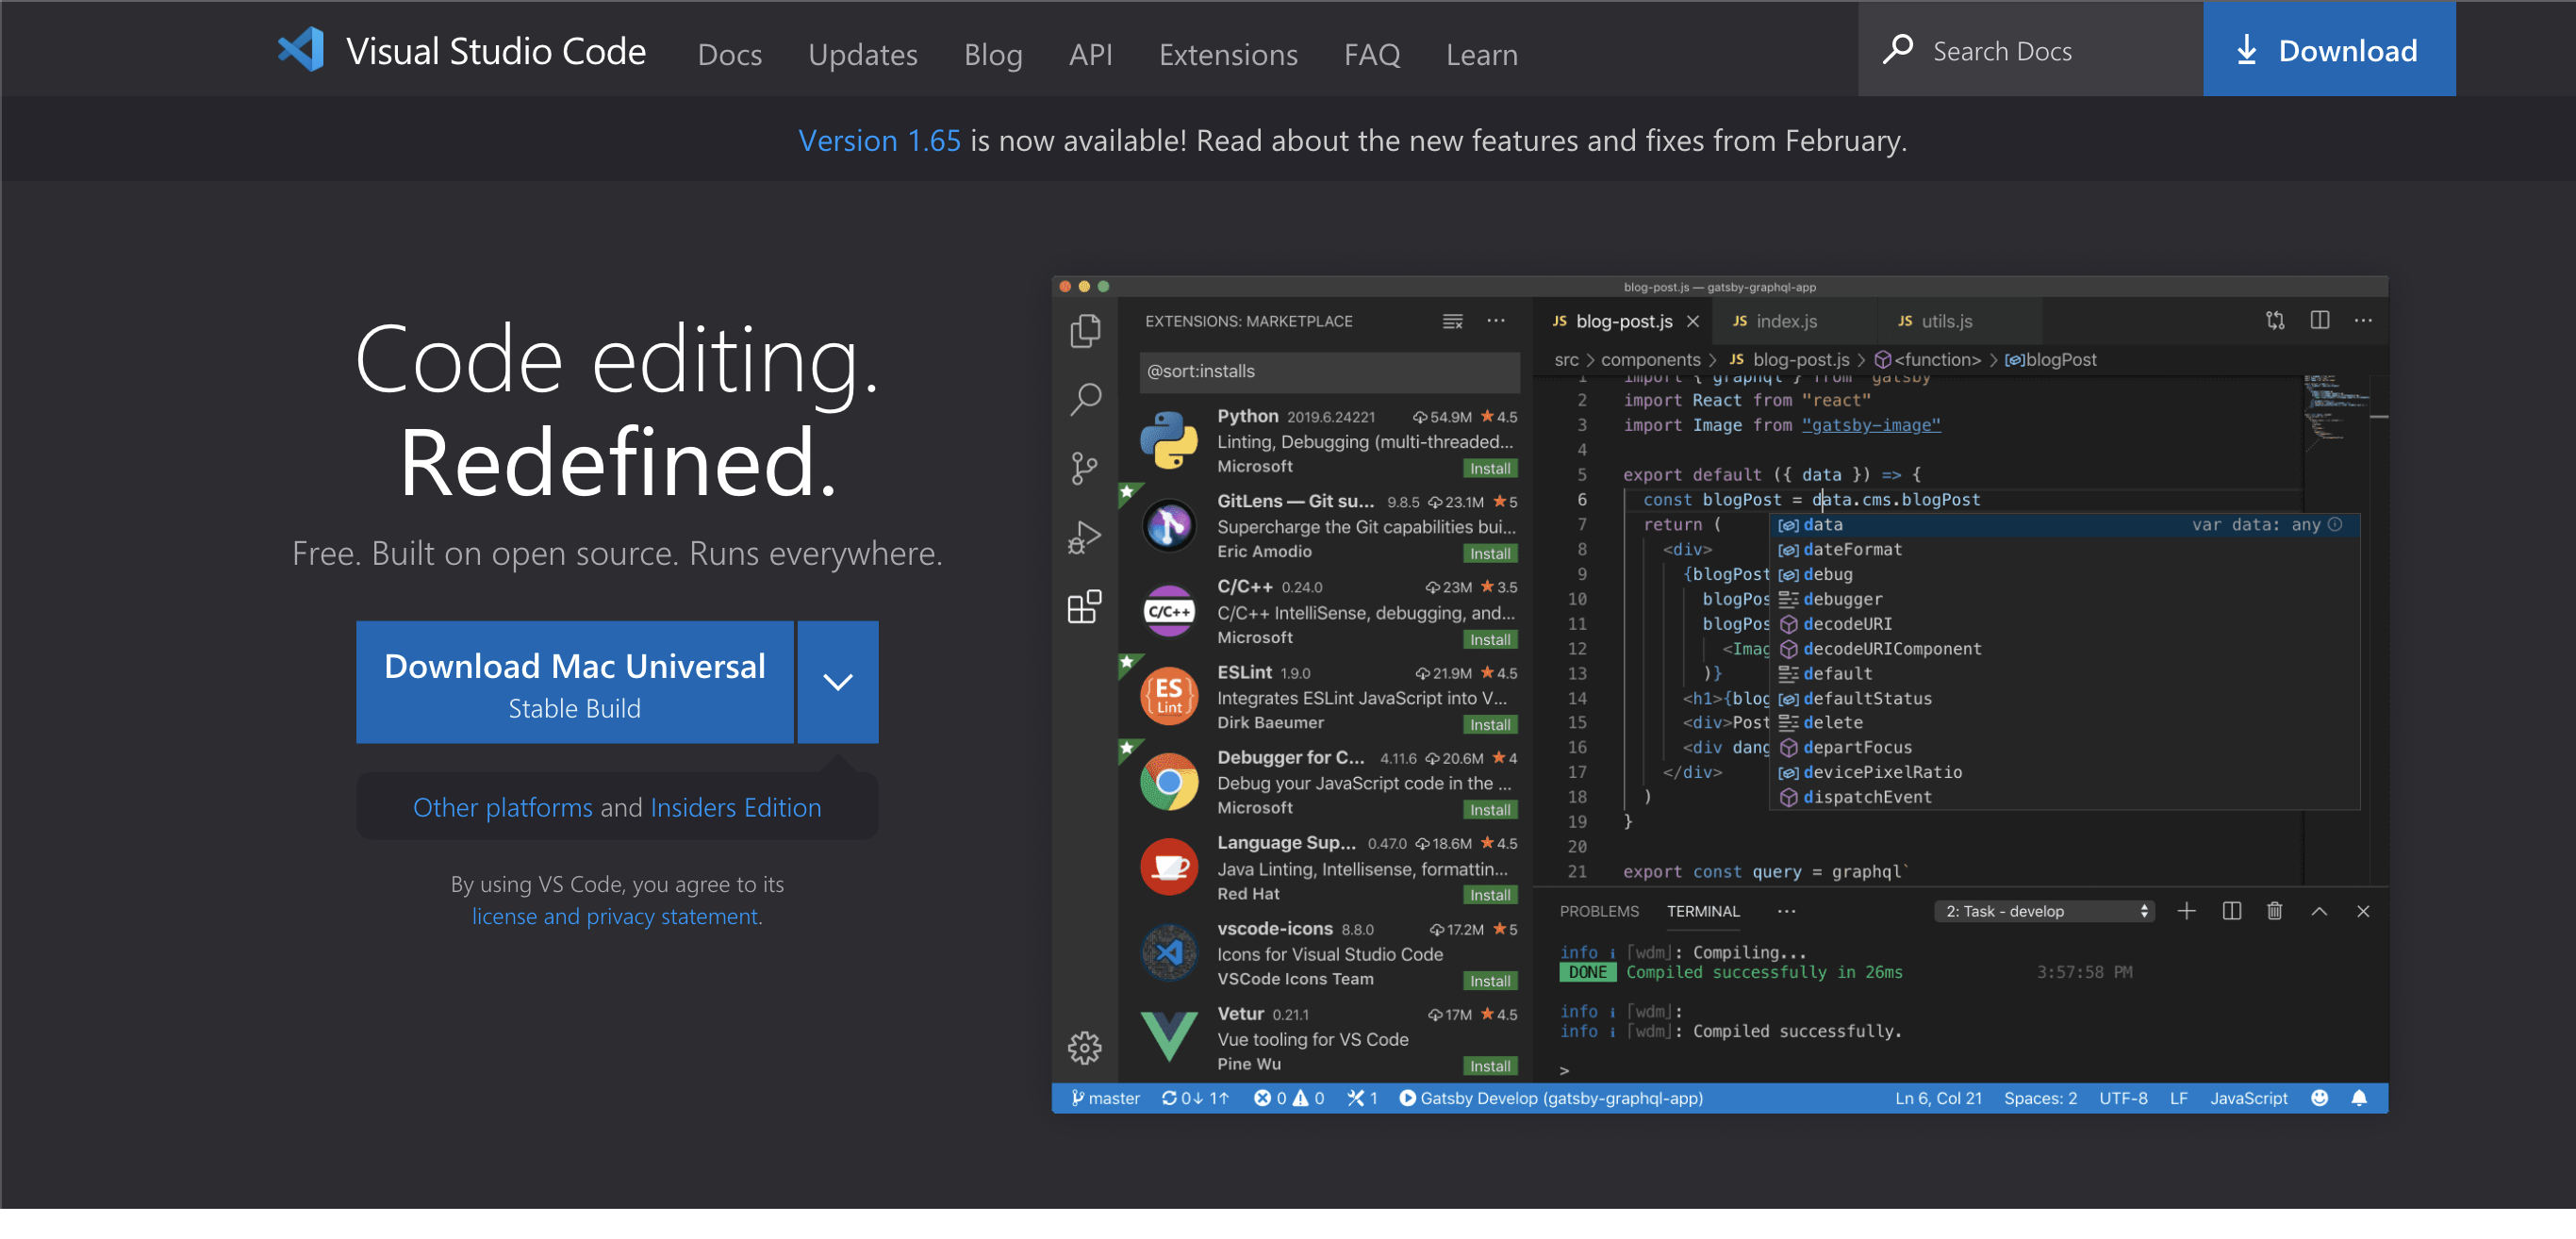 Visual Studio Code Docs Updates Blog API Extensions FAQ Learn Search Docs Download
Version 1.65 is now available! Read about the new features and fixes from February.
Code editing.
Redefined.
Free. Built on open source. Runs everywhere.
Download Mac Universal
Stable Build
Other platforms and Insiders Edition
By using VS Code, you agree to its
license and privacy statement.
blog-post.js — gatsby-graphql-app
EXTENSIONS: MARKETPLACE
@sort:installs
Python 2019.6.24221 54.9M 4.5
Linting, Debugging (multi-threaded...
Microsoft Install
GitLens — Git su... 9.8.5 23.1M 5
Supercharge the Git capabilities bui...
Eric Amodio Install
C/C++
C/C++ 0.24.0 23M 3.5
C/C++ IntelliSense, debugging, and...
Microsoft Install
ES
Lint
ESLint 1.9.0 21.9M 4.5
Integrates ESLint JavaScript into V...
Dirk Baeumer Install
Debugger for C... 4.11.6 20.6M 4
Debug your JavaScript code in the ...
Microsoft Install
Language Sup... 0.47.0 18.6M 4.5
Java Linting, Intellisense, formattin...
Red Hat Install
vscode-icons 8.8.0 17.2M 5
Icons for Visual Studio Code
VSCode Icons Team Install
Vetur 0.21.1 17M 4.5
Vue tooling for VS Code
Pine Wu Install
JS blog-post.js JS index.js JS utils.js
src > components > JS blog-post.js > <function> > blogPost
1 import { graphql } from "gatsby"
2 import React from "react"
3 import Image from "gatsby-image"
4
5 export default ({ data }) => {
6 const blogPost = data.cms.blogPost
7 return (
8 <div>
9 {blogPost
10 blogPos
11 blogPos
12 <Imag
13 )}
14 <h1>{blog
15 <div>Post
16 <div dang
17 </div>
18 )
19 }
20
21 export const query = graphql`
data var data: any
dateFormat
debug
debugger
decodeURI
decodeURIComponent
default
defaultStatus
delete
departFocus
devicePixelRatio
dispatchEvent
PROBLEMS TERMINAL ... 2: Task - develop
info i ｢wdm｣: Compiling...
DONE Compiled successfully in 26ms 3:57:58 PM
info i ｢wdm｣:
info i ｢wdm｣: Compiled successfully.
>
master 0↓ 1↑ 0 0 1 Gatsby Develop (gatsby-graphql-app) Ln 6, Col 21 Spaces: 2 UTF-8 LF JavaScript